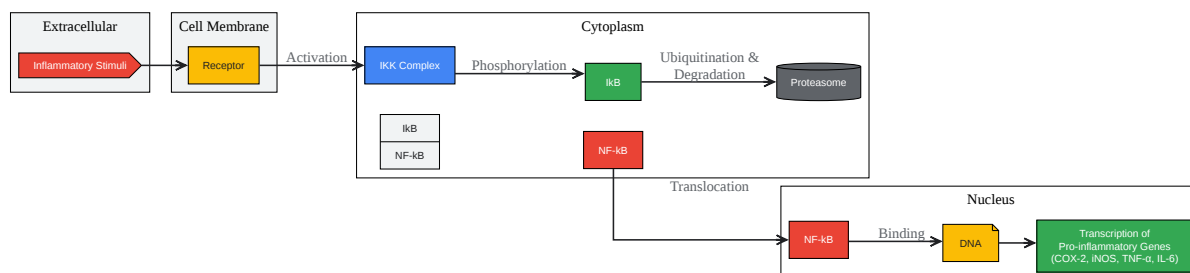 Extracellular
Inflammatory Stimuli
Cell Membrane
Receptor
Activation
Cytoplasm
IKK Complex
Phosphorylation
IkB
Ubiquitination &
Degradation
Proteasome
IkB
NF-kB
NF-kB
Translocation
Nucleus
NF-kB
Binding
DNA
Transcription of
Pro-inflammatory Genes
(COX-2, iNOS, TNF-α, IL-6)